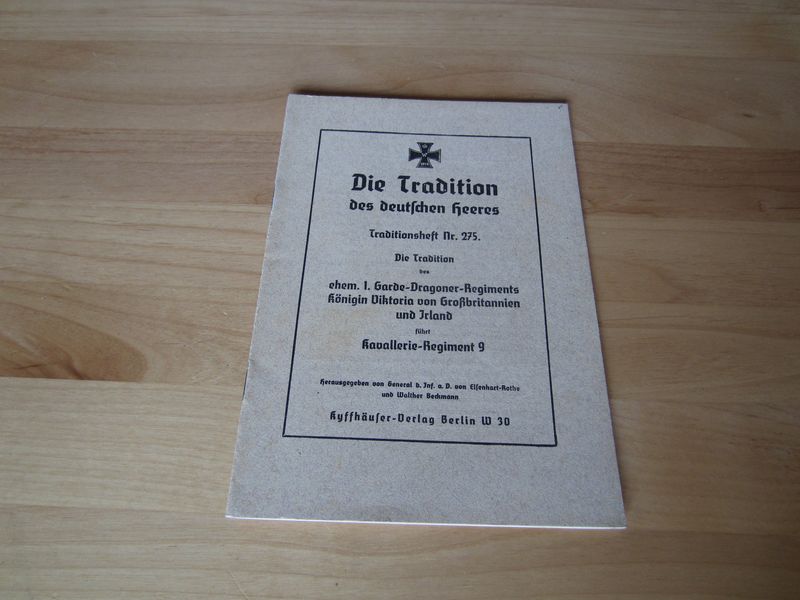 Die Tradition
des deutschen Heeres
Traditionsheft Nr. 275.
Die Tradition
des
ehem. 1. Garde-Dragoner-Regiments
Königin Viktoria von Großbritannien
und Irland
führt
Kavallerie-Regiment 9
Herausgegeben von General d. Inf. a. D. von Eisenhart-Rothe
und Walther Beckmann
Kyffhäuser-Verlag Berlin W 30